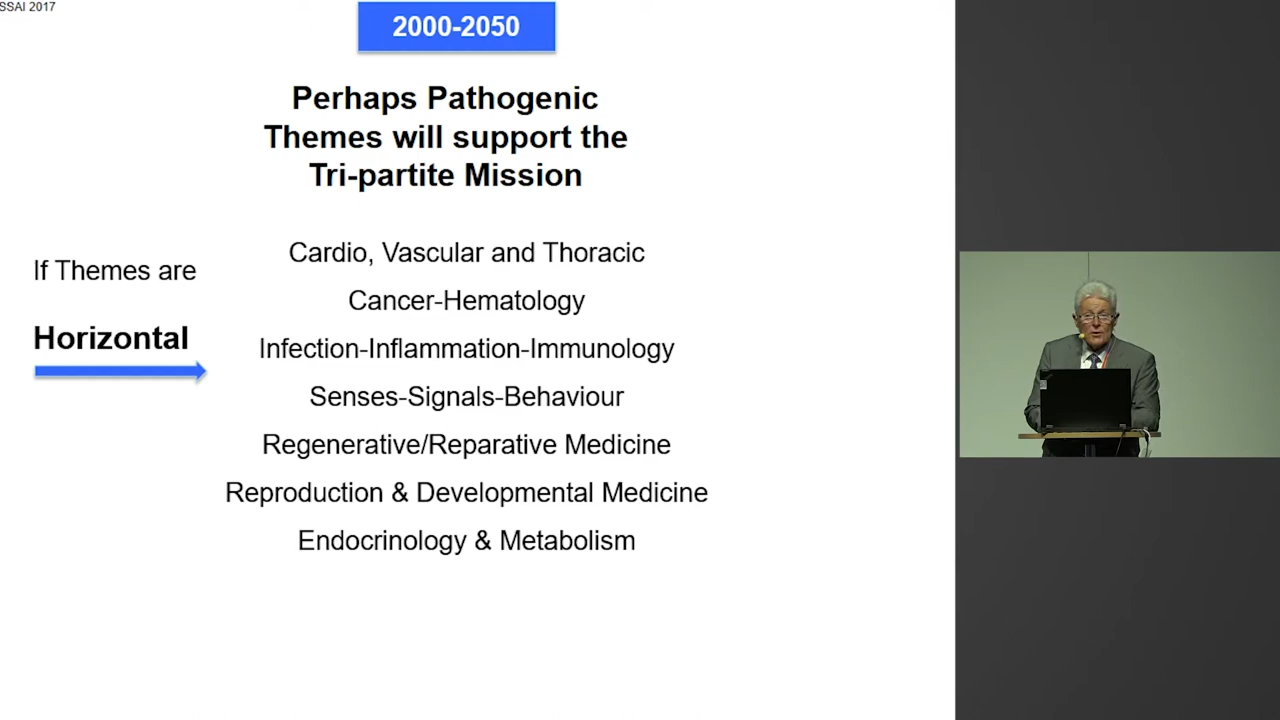 SSAI 2017
2000-2050
Perhaps Pathogenic
Themes will support the
Tri-partite Mission
Cardio, Vascular and Thoracic
If Themes are
Cancer-Hematology
Horizontal
Infection-Inflammation-Immunology
Senses-Signals-Behaviour
Regenerative/Reparative Medicine
Reproduction & Developmental Medicine
Endocrinology & Metabolism